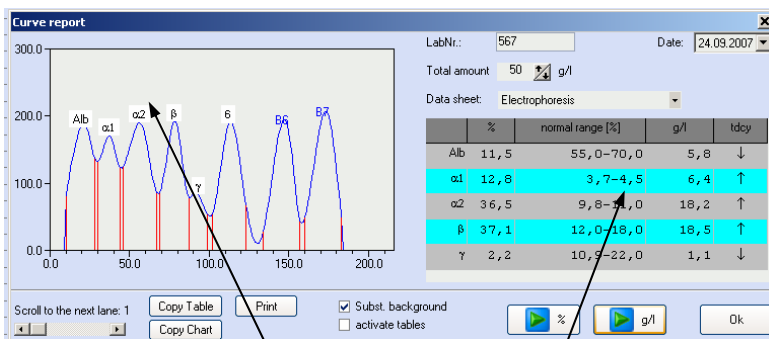 Curve report
LabNr.: 567 Date: 24.09.2007
Total amount 50 g/l
Data sheet: Electrophoresis
300.0
200.0
100.0
0.0
0.0 50.0 100.0 150.0 200.0
Alb α1 α2 β γ 6 B6 B7
% normal range [%] g/l tdcy
Alb 11,5 55,0-70,0 5,8 ↓
α1 12,8 3,7-4,5 6,4 ↑
α2 36,5 9,8-11,0 18,2 ↑
β 37,1 12,0-18,0 18,5 ↑
γ 2,2 10,9-22,0 1,1 ↓
Scroll to the next lane: 1
Copy Table
Copy Chart
Print
Subst. background
activate tables
%
g/l
Ok